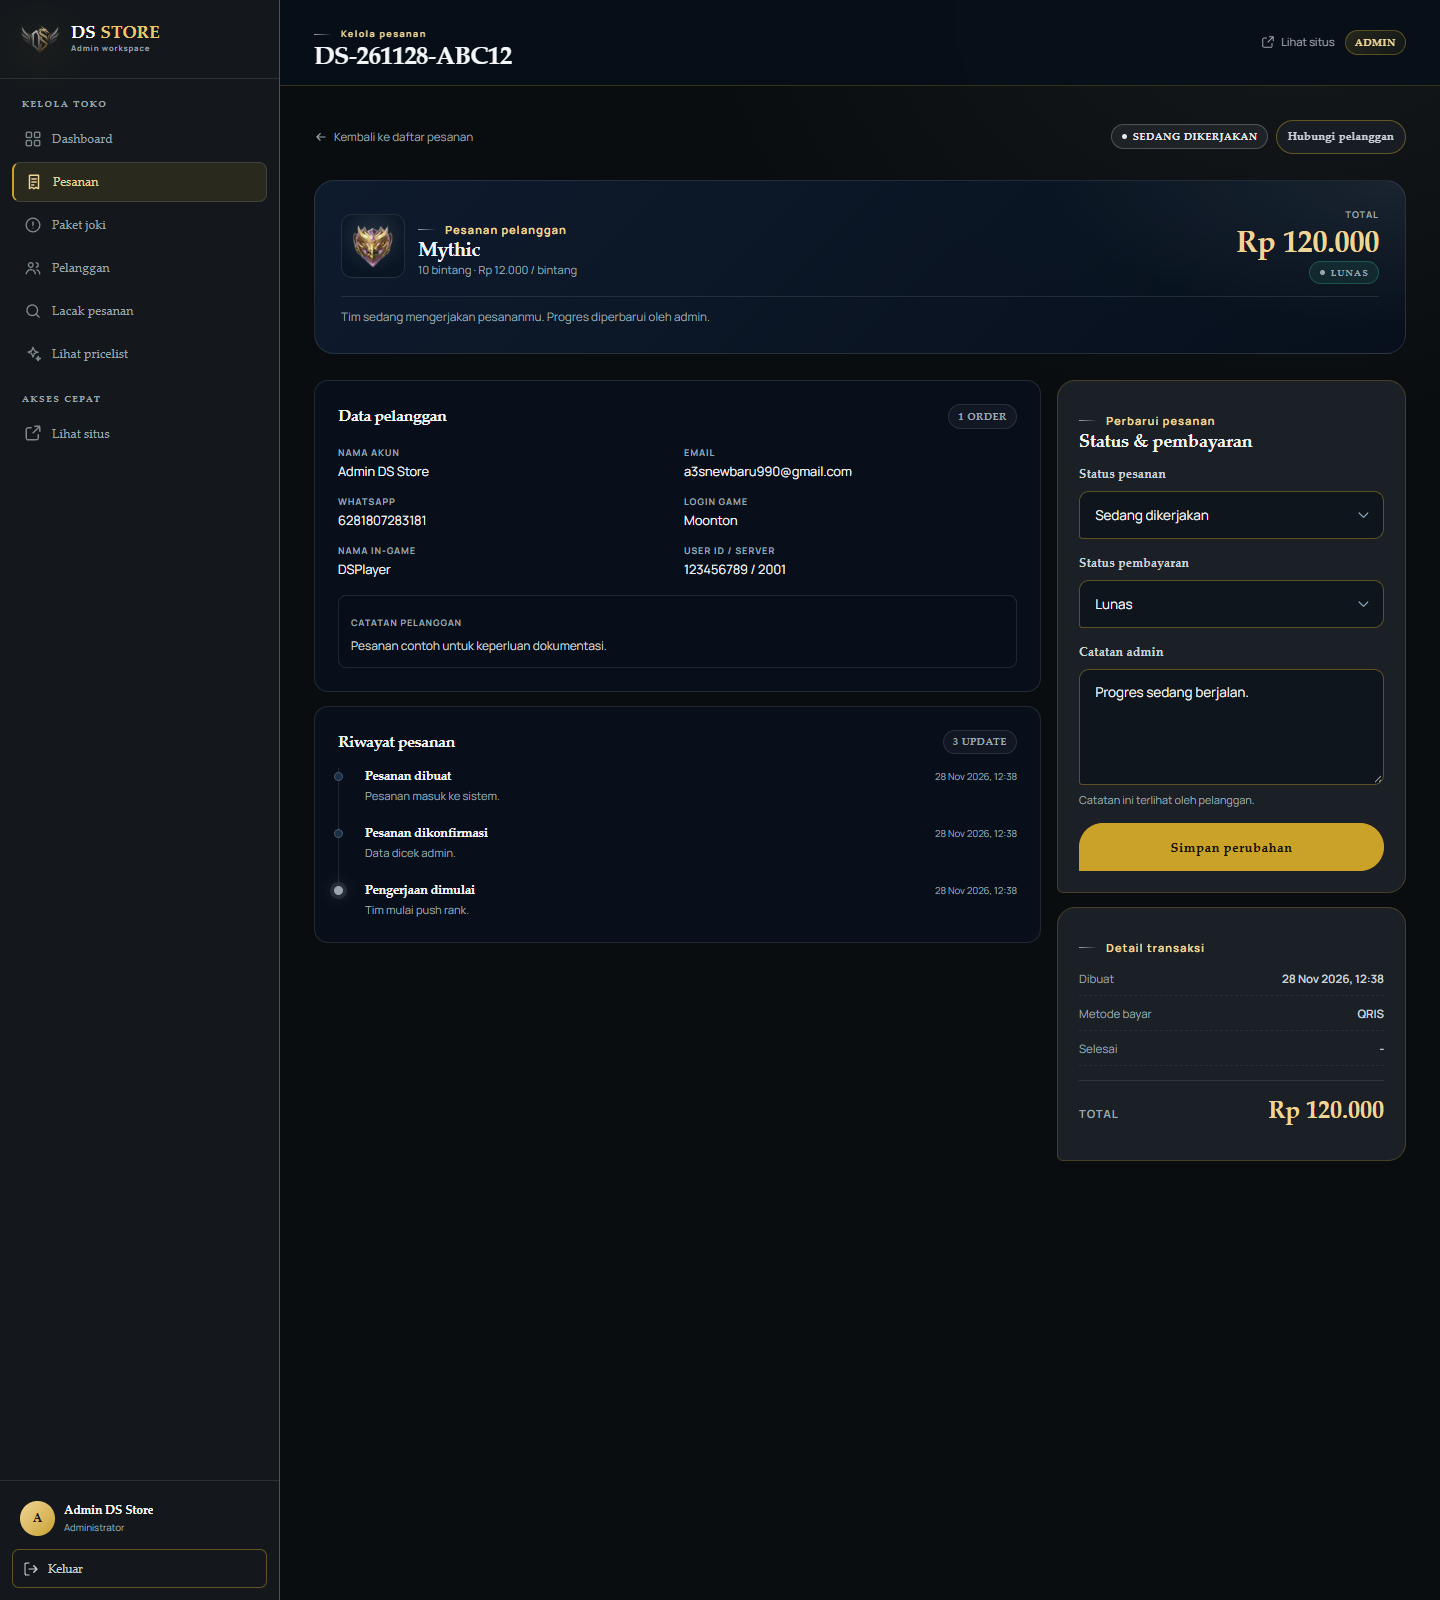 DS STORE
Admin workspace
KELOLA TOKO
Dashboard
Pesanan
Paket joki
Pelanggan
Lacak pesanan
Lihat pricelist
AKSES CEPAT
Lihat situs
Admin DS Store
A
Administrator
Keluar
Kelola pesanan
DS-261128-ABC12
Lihat situs
ADMIN
Kembali ke daftar pesanan
SEDANG DIKERJAKAN
Hubungi pelanggan
Pesanan pelanggan
Mythic
10 bintang · Rp 12.000 / bintang
TOTAL
Rp 120.000
LUNAS
Tim sedang mengerjakan pesananmu. Progres diperbarui oleh admin.
Data pelanggan
1 ORDER
NAMA AKUN
Admin DS Store
EMAIL
a3snewbaru990@gmail.com
WHATSAPP
6281807283181
LOGIN GAME
Moonton
NAMA IN-GAME
DSPlayer
USER ID / SERVER
123456789 / 2001
CATATAN PELANGGAN
Pesanan contoh untuk keperluan dokumentasi.
Riwayat pesanan
3 UPDATE
Pesanan dibuat
28 Nov 2026, 12:38
Pesanan masuk ke sistem.
Pesanan dikonfirmasi
28 Nov 2026, 12:38
Data dicek admin.
Pengerjaan dimulai
28 Nov 2026, 12:38
Tim mulai push rank.
Perbarui pesanan
Status & pembayaran
Status pesanan
Sedang dikerjakan
Status pembayaran
Lunas
Catatan admin
Progres sedang berjalan.
Catatan ini terlihat oleh pelanggan.
Simpan perubahan
Detail transaksi
Dibuat
28 Nov 2026, 12:38
Metode bayar
QRIS
Selesai
-
TOTAL
Rp 120.000